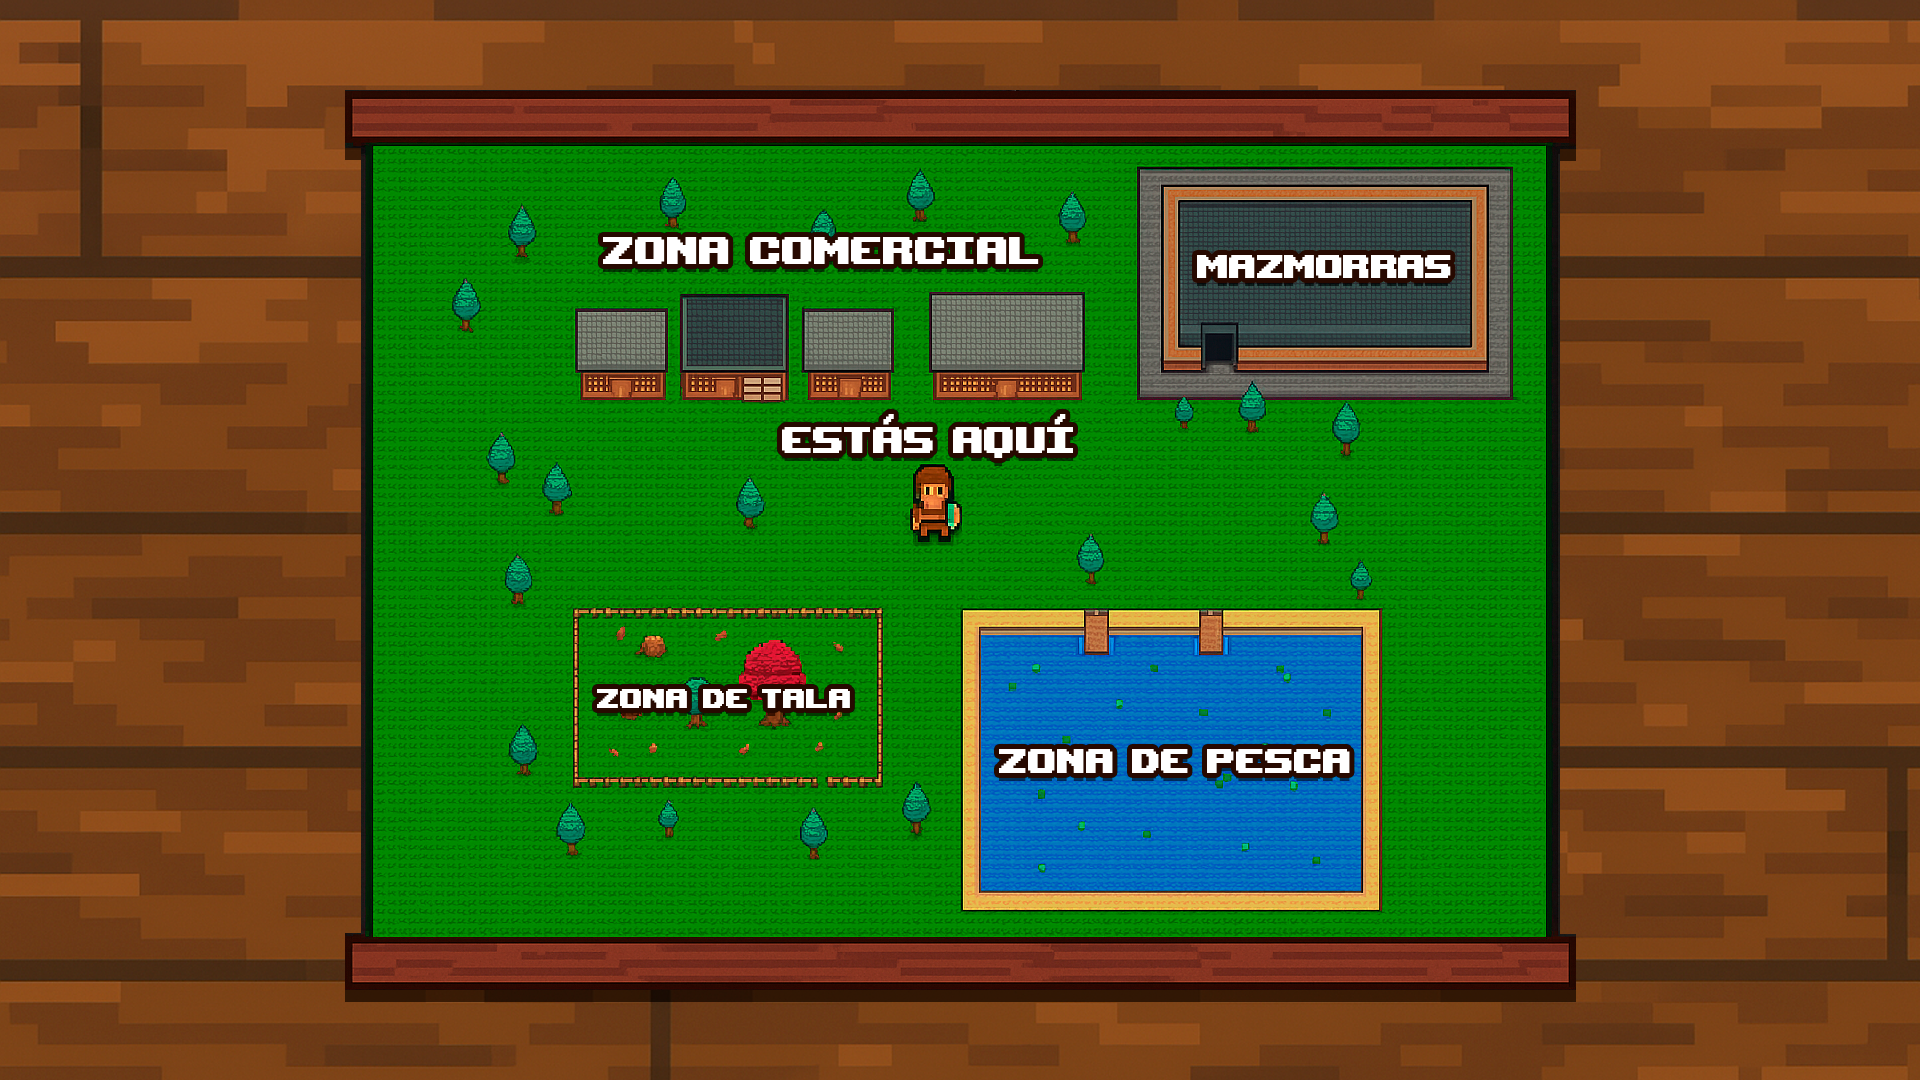 ZONA COMERCIAL
MAZMORRAS
ESTÁS AQUÍ
ZONA DE TALA
ZONA DE PESCA